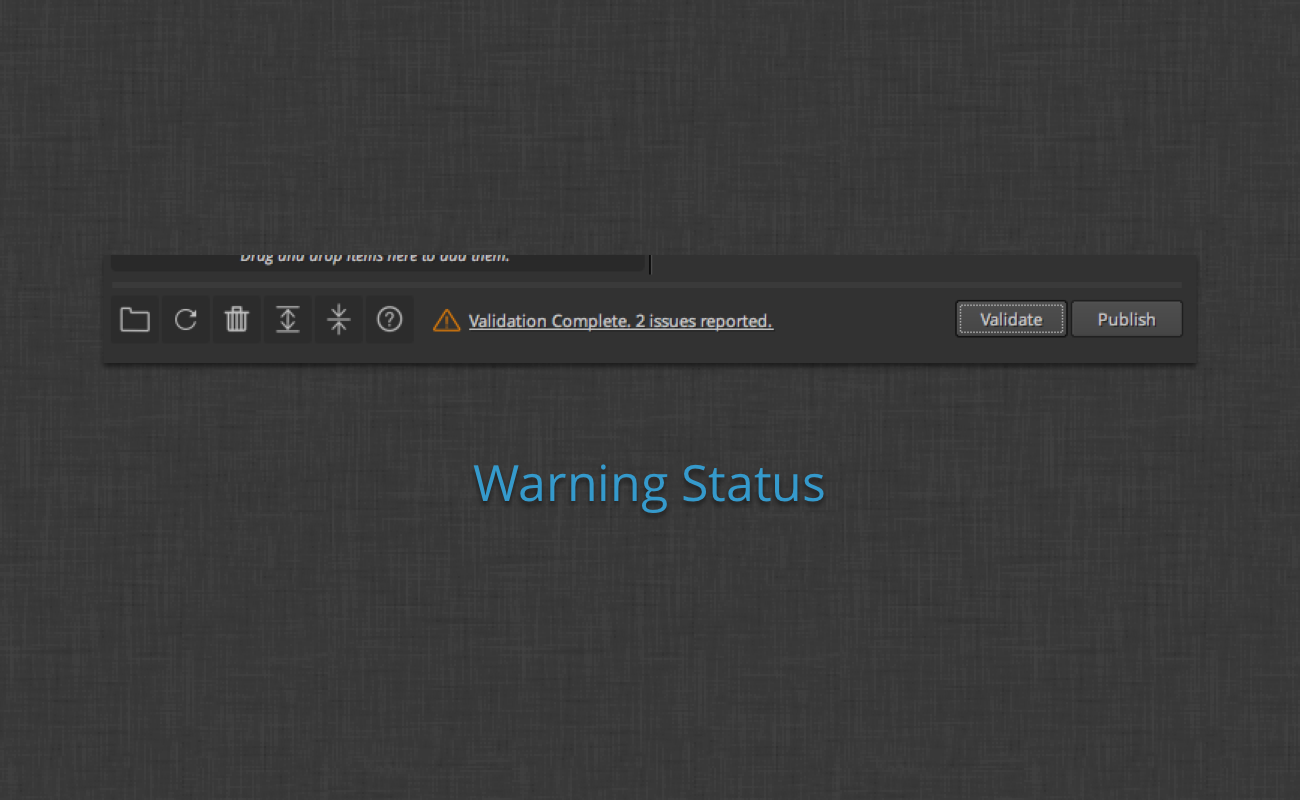 Drag and drop items here to add them.
Validation Complete. 2 issues reported.
Validate
Publish
Warning Status